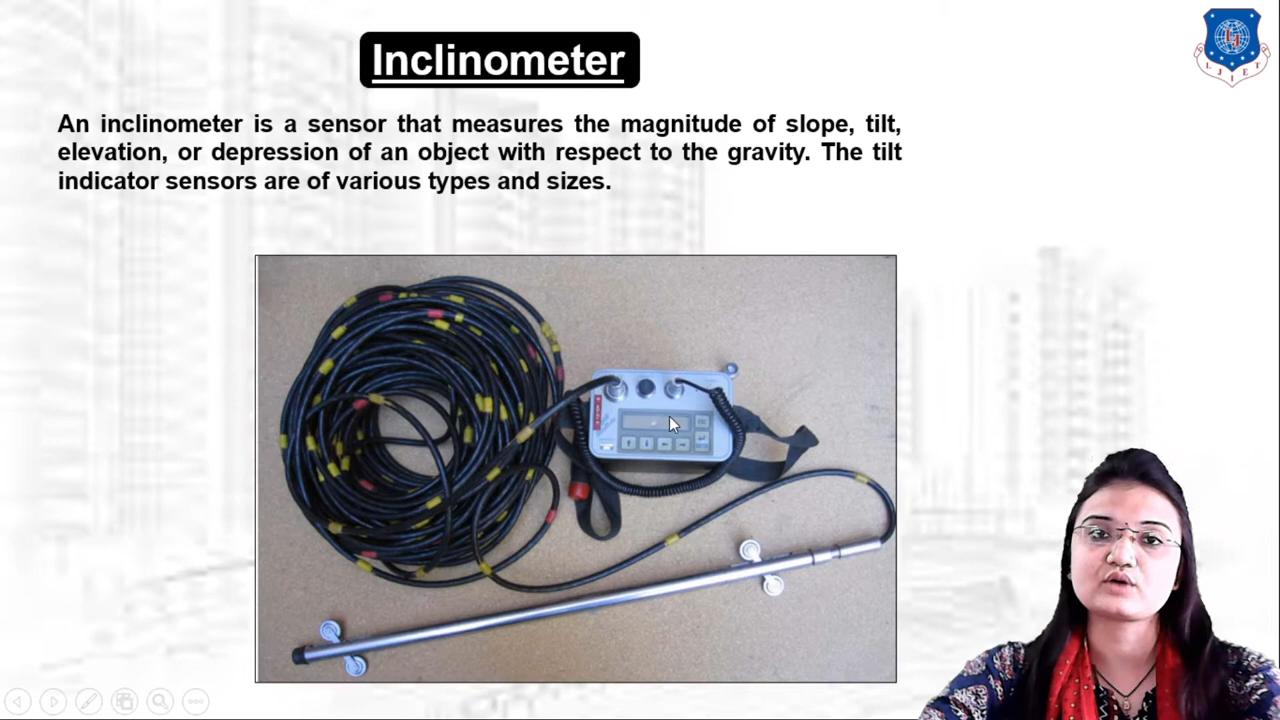 Inclinometer
An inclinometer is a sensor that measures the magnitude of slope, tilt,
elevation, or depression of an object with respect to the gravity. The tilt
indicator sensors are of various types and sizes.
LJIET